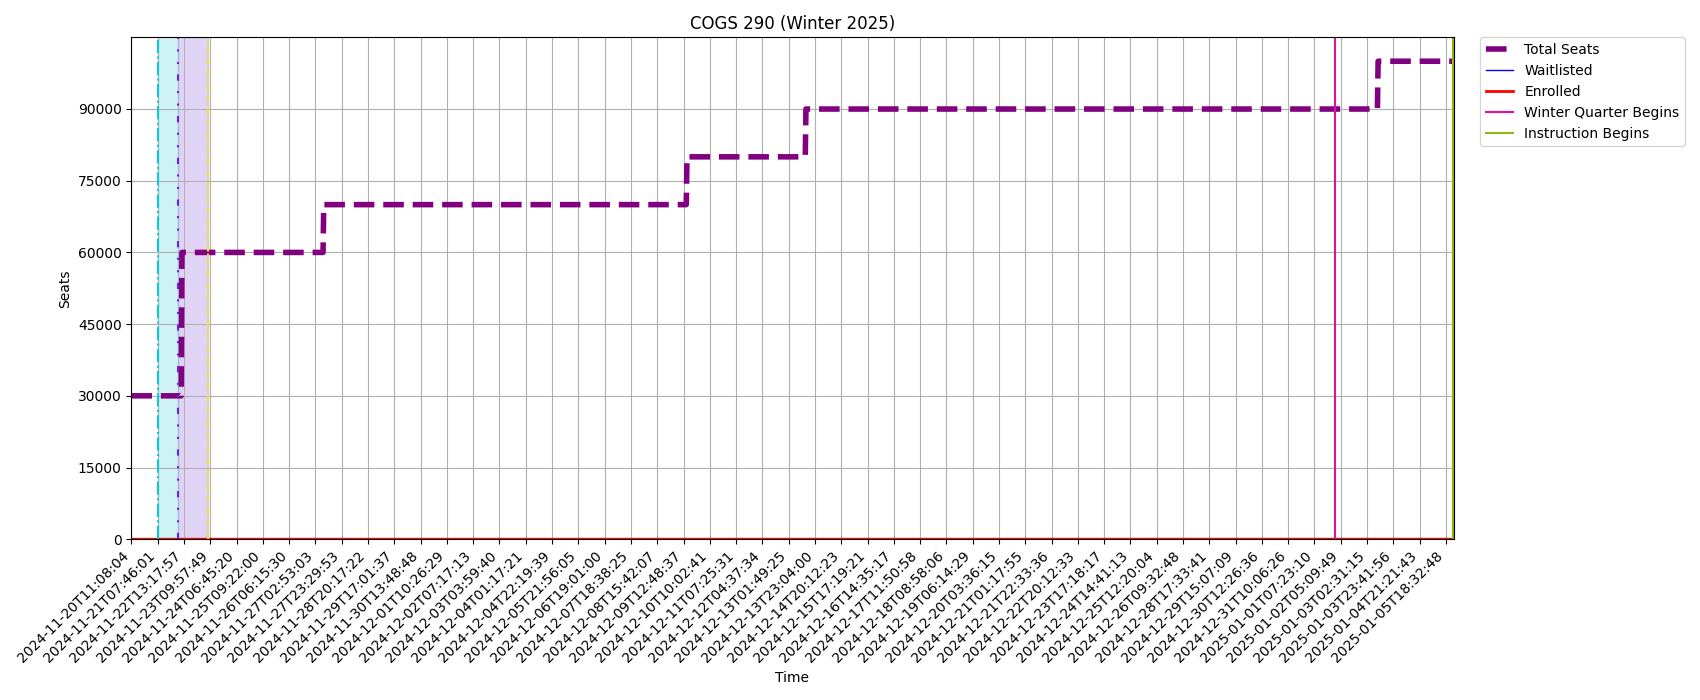 COGS 290 (Winter 2025)
Total Seats
Waitlisted
Enrolled
Winter Quarter Begins
Instruction Begins
90000
75000
60000
45000
30000
15000
0
Seats
2024-11-20T11:08:04
2024-11-21T07:46:01
2024-11-22T13:17:57
2024-11-23T09:57:49
2024-11-24T06:45:20
2024-11-25T09:22:00
2024-11-26T06:15:30
2024-11-27T02:53:03
2024-11-27T23:29:53
2024-11-28T20:17:22
2024-11-29T17:01:37
2024-11-30T13:48:48
2024-12-01T10:26:29
2024-12-02T07:17:13
2024-12-03T03:59:40
2024-12-04T01:17:21
2024-12-04T22:19:39
2024-12-05T21:56:05
2024-12-06T19:01:00
2024-12-07T18:38:25
2024-12-08T15:42:07
2024-12-09T12:48:37
2024-12-10T10:02:41
2024-12-11T07:25:31
2024-12-12T04:37:34
2024-12-13T01:49:25
2024-12-13T23:04:00
2024-12-14T20:12:23
2024-12-15T17:19:21
2024-12-16T14:35:17
2024-12-17T11:50:58
2024-12-18T08:58:06
2024-12-19T06:14:29
2024-12-20T03:36:15
2024-12-21T01:17:55
2024-12-21T22:33:36
2024-12-22T20:12:33
2024-12-23T17:18:17
2024-12-24T14:41:13
2024-12-25T12:20:04
2024-12-26T09:32:48
2024-12-28T17:33:41
2024-12-29T15:07:09
2024-12-30T12:26:36
2024-12-31T10:06:26
2025-01-01T07:23:10
2025-01-02T05:09:49
2025-01-03T02:31:15
2025-01-03T23:41:56
2025-01-04T21:21:43
2025-01-05T18:32:48
Time